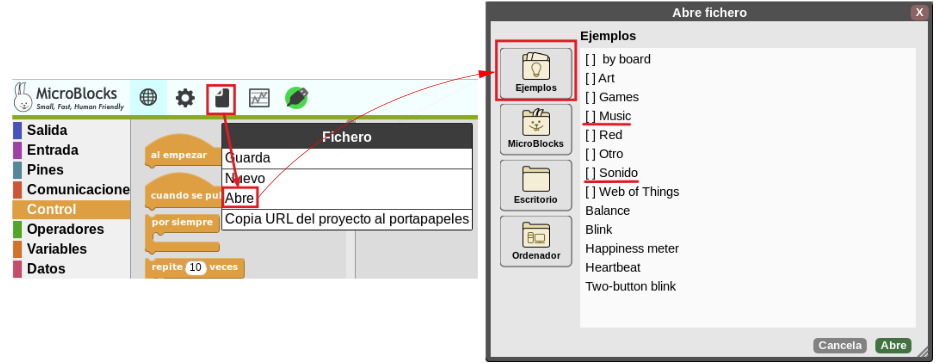 MicroBlocks
Small, Fast, Human Friendly
Salida
Entrada
Pines
Comunicacione
Control
Operadores
Variables
Datos
al empezar
cuando se pul
por siempre
repite 10 veces
Fichero
Guarda
Nuevo
Abre
Copia URL del proyecto al portapapeles
Abre fichero
X
Ejemplos
MicroBlocks
Escritorio
Ordenador
Ejemplos
[ ] by board
[ ] Art
[ ] Games
[ ] Music
[ ] Red
[ ] Otro
[ ] Sonido
[ ] Web of Things
Balance
Blink
Happiness meter
Heartbeat
Two-button blink
Cancela
Abre